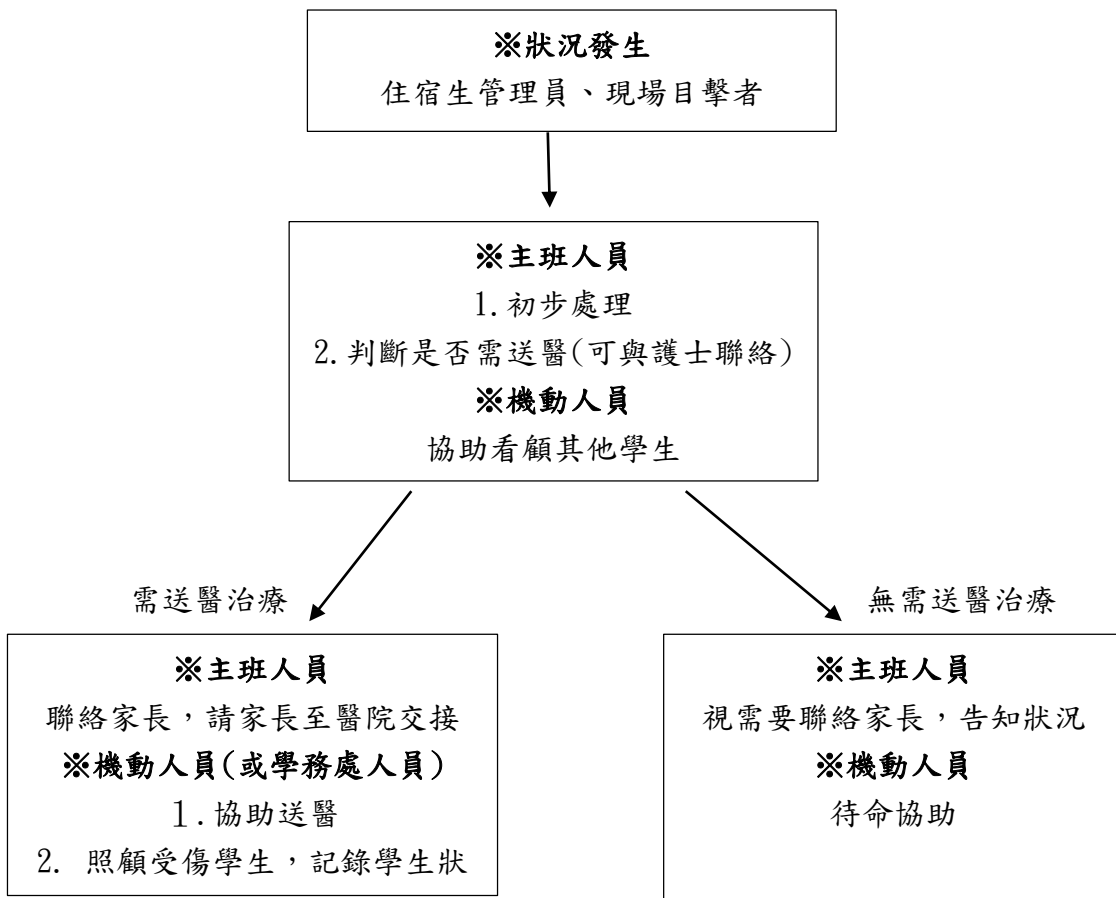 ※狀況發生
住宿生管理員、現場目擊者
※主班人員
1.初步處理
2.判斷是否需送醫(可與護士聯絡)
※機動人員
協助看顧其他學生
需送醫治療
無需送醫治療
※主班人員
聯絡家長，請家長至醫院交接
※機動人員(或學務處人員)
1.協助送醫
2. 照顧受傷學生，記錄學生狀
※主班人員
視需要聯絡家長，告知狀況
※機動人員
待命協助